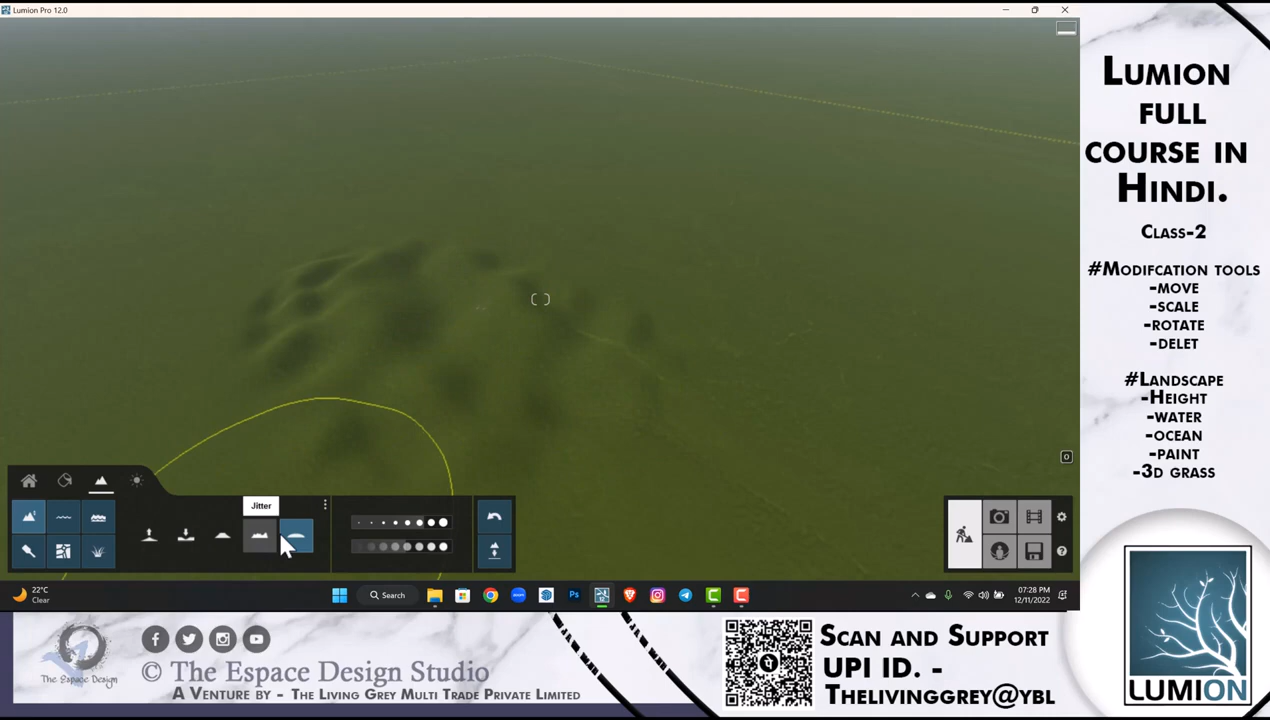 Lumion Pro 12.0
Jitter
22°C
Clear
Search
Ps
12
07:28 PM
12/11/2022
Lumion
full
course in
Hindi.
Class-2
#Modifcation tools
-move
-scale
-rotate
-delet
#Landscape
-Height
-water
-ocean
-paint
-3d grass
The Espace Design
© The Espace Design Studio
A Venture by - The Living Grey Multi Trade Private Limited
Scan and Support
UPI ID. -
Thelivinggrey@ybl
LUMION